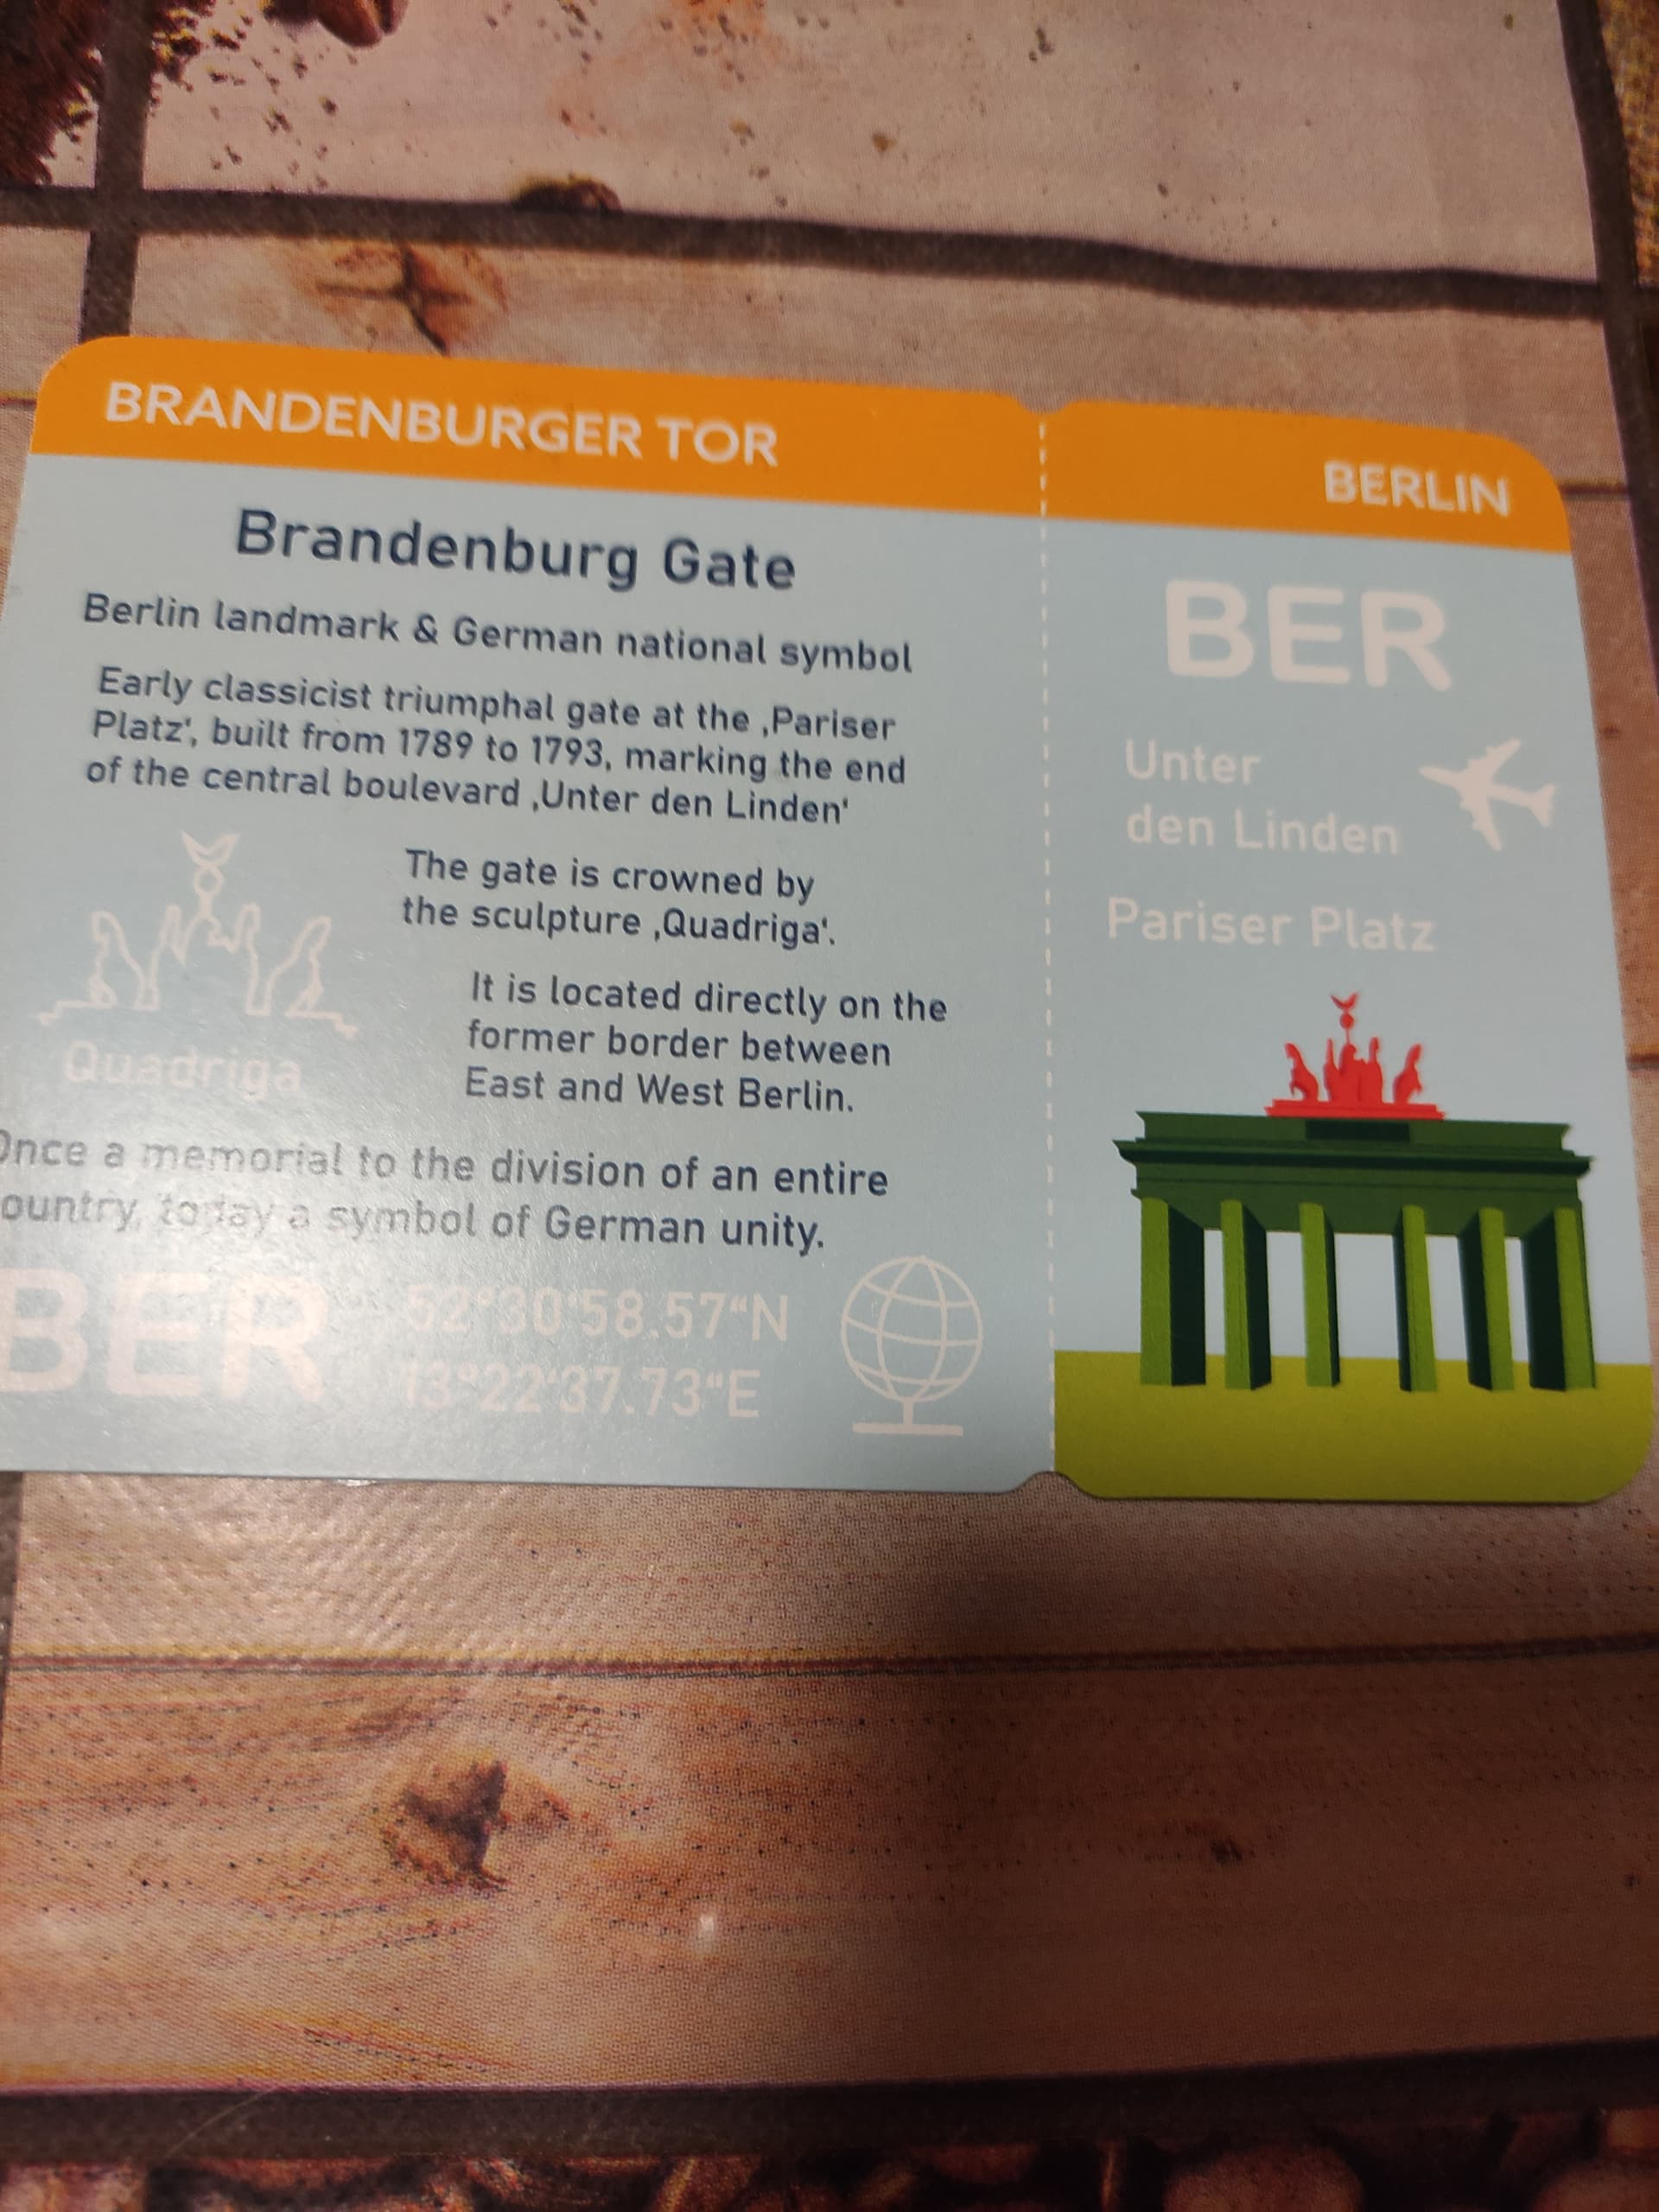 BRANDENBURGER TOR
Brandenburg Gate
Berlin landmark & German national symbol
Early classicist triumphal gate at the ‚Pariser
Platz‘, built from 1789 to 1793, marking the end
of the central boulevard ‚Unter den Linden‘
The gate is crowned by
the sculpture ‚Quadriga‘.
Quadriga
It is located directly on the
former border between
East and West Berlin.
Once a memorial to the division of an entire
ountry, today a symbol of German unity.
BER
52°30‘58.57“N
13°22‘37.73“E
BERLIN
BER
Unter
den Linden
Pariser Platz